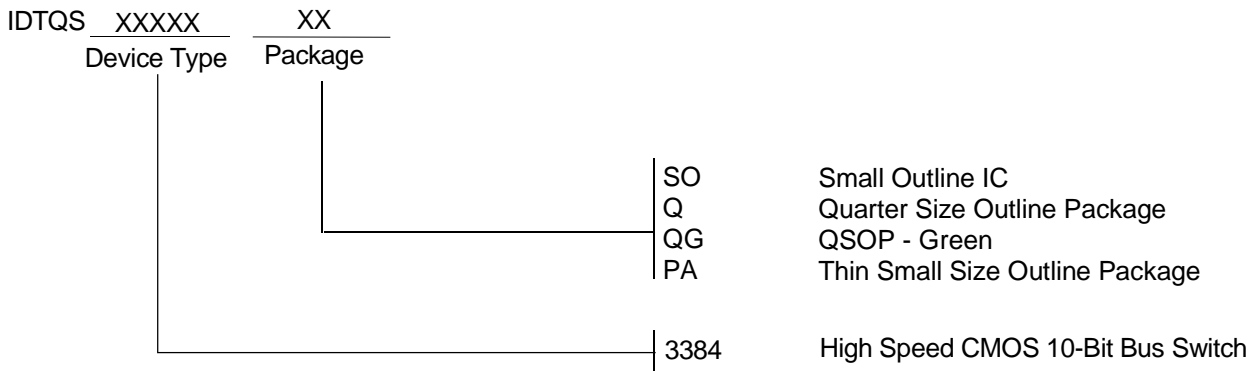 IDTQS XXXXX XX
Device Type Package
SO Small Outline IC
Q Quarter Size Outline Package
QG QSOP - Green
PA Thin Small Size Outline Package
3384 High Speed CMOS 10-Bit Bus Switch